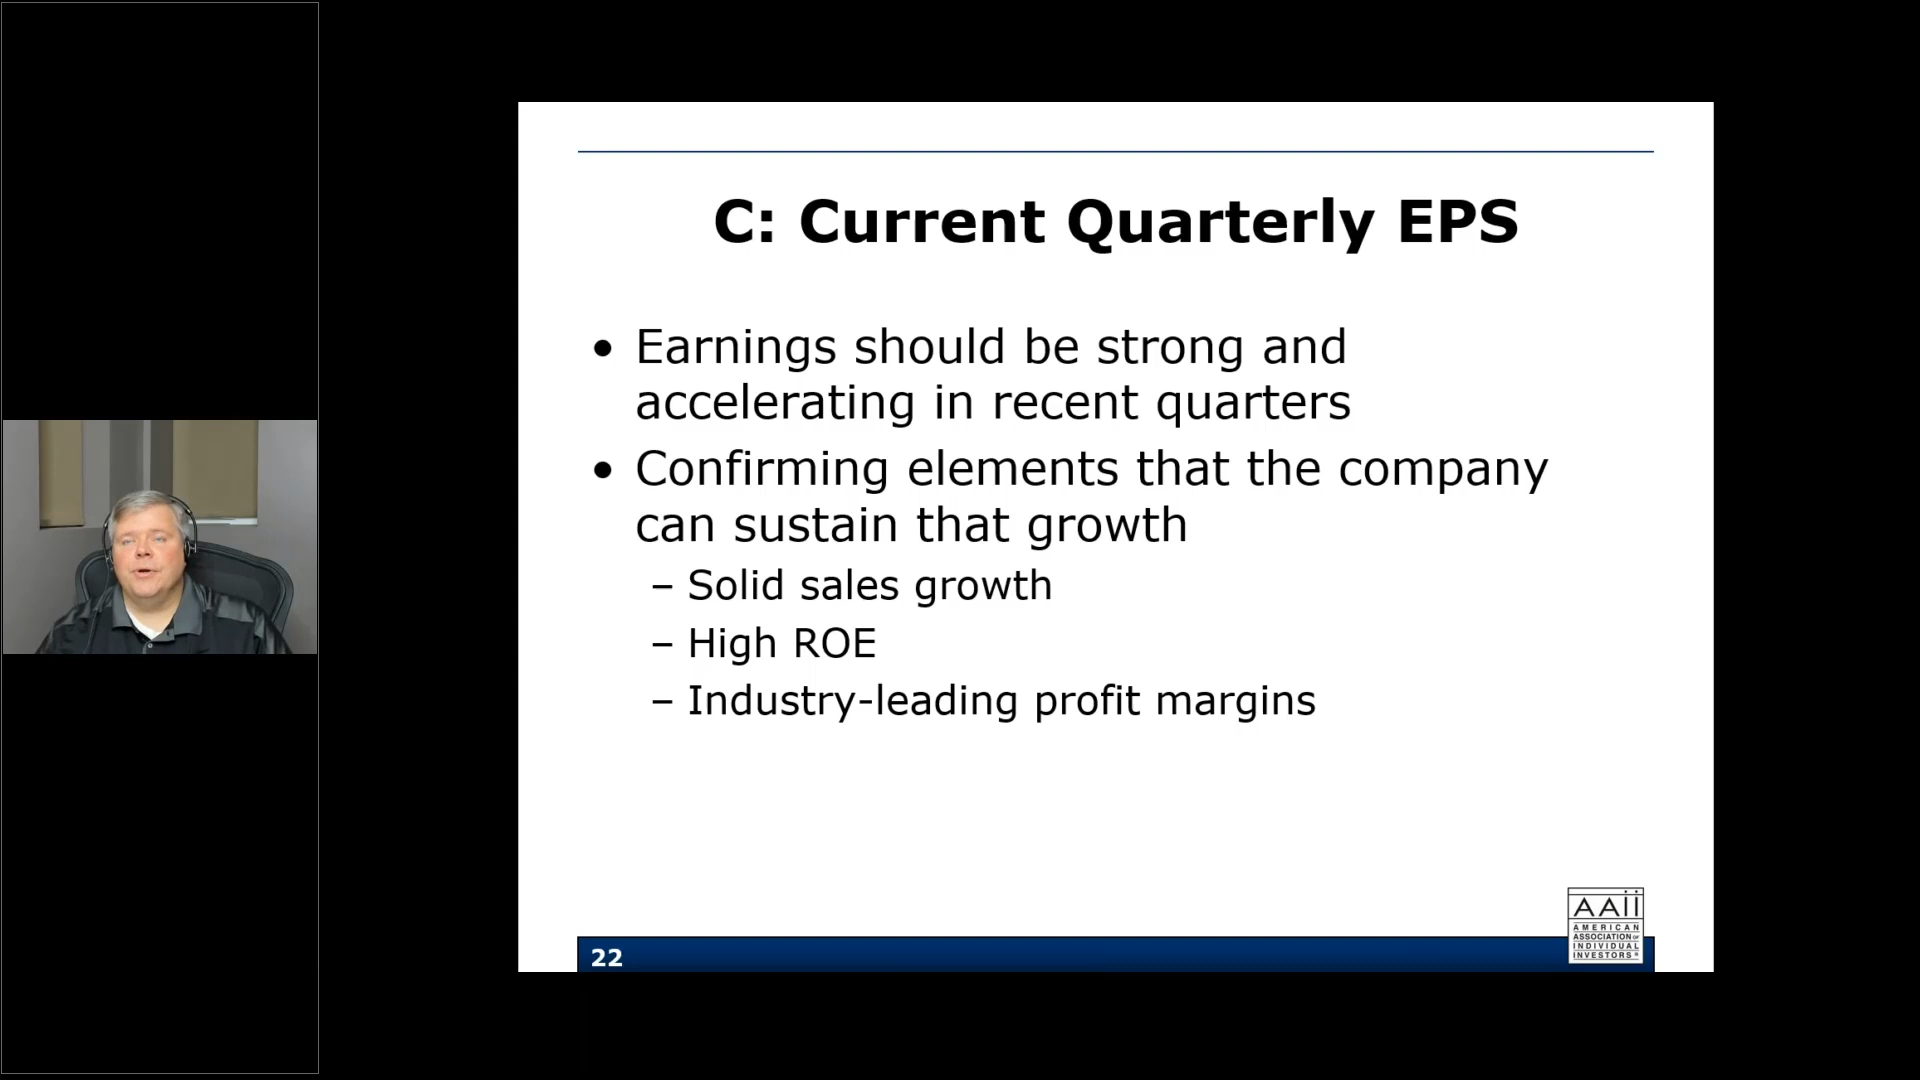 C: Current Quarterly EPS
• Earnings should be strong and
accelerating in recent quarters
• Confirming elements that the company
can sustain that growth
– Solid sales growth
– High ROE
– Industry-leading profit margins
22
AAii
AMERICAN
ASSOCIATION OF
INDIVIDUAL
INVESTORS®